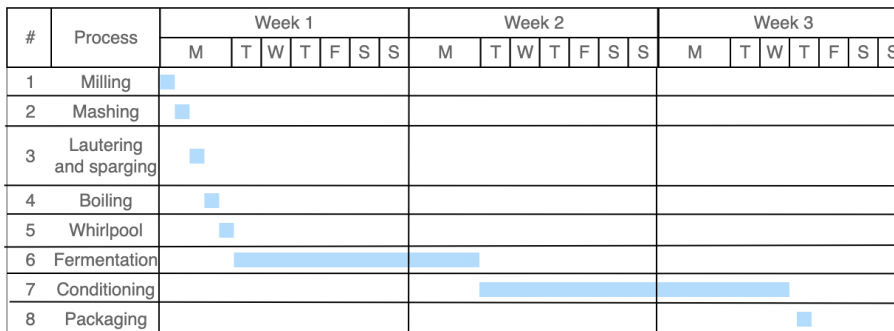 # Process Week 1 Week 2 Week 3
M T W T F S S M T W T F S S M T W T F S S
1 Milling
2 Mashing
3 Lautering
and sparging
4 Boiling
5 Whirlpool
6 Fermentation
7 Conditioning
8 Packaging